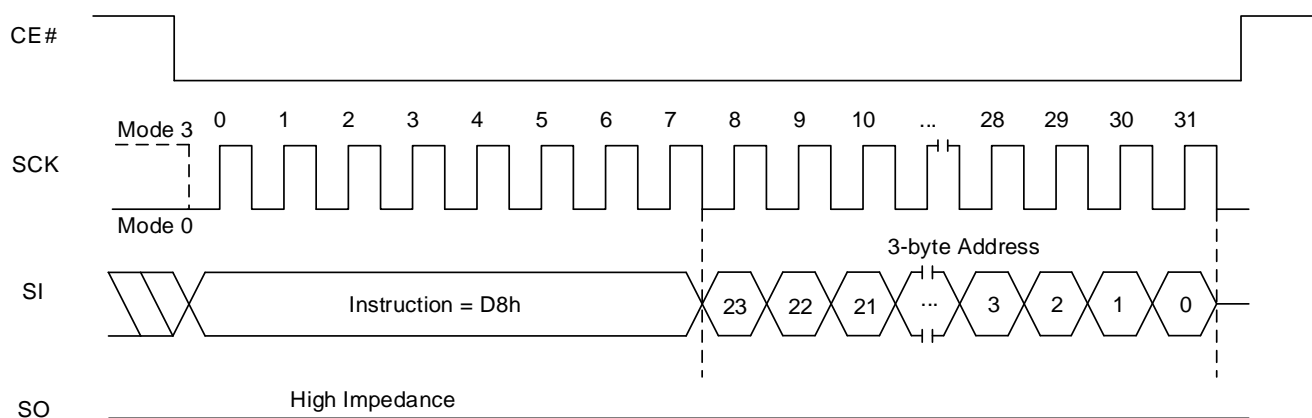 CE#
0 1 2 3 4 5 6 7 8 9 10 ... 28 29 30 31
Mode 3
SCK
Mode 0
3-byte Address
SI
Instruction = D8h 23 22 21 ... 3 2 1 0
High Impedance
SO